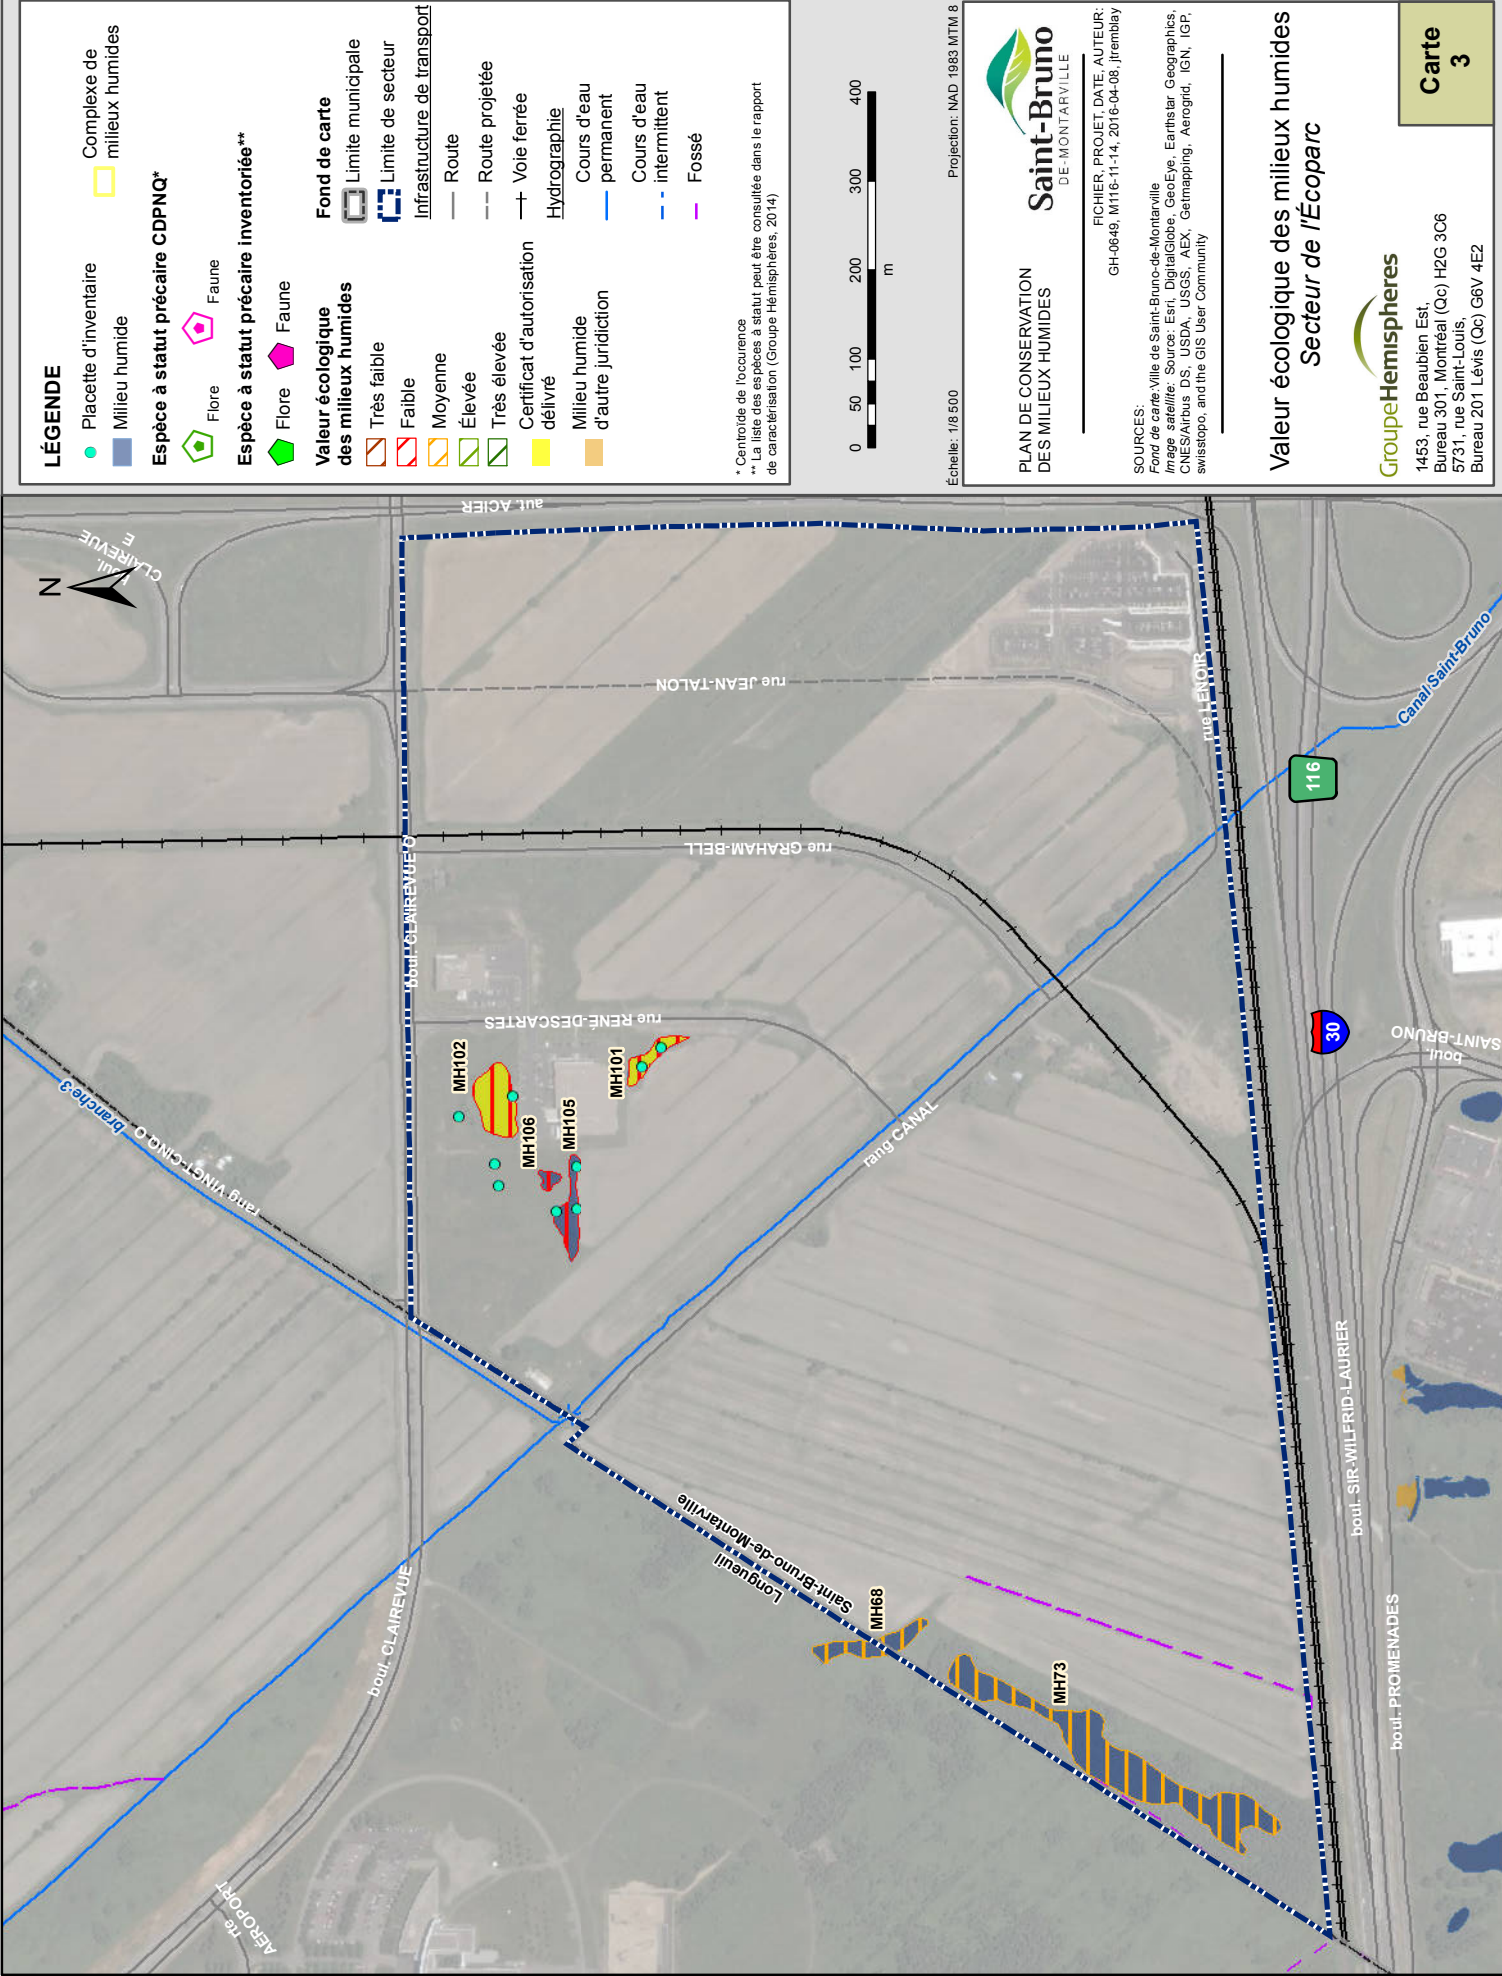 LÉGENDE
Placette d'inventaire
Milieu humide
Complexe de
milieux humides
Espèce à statut précaire CDPNQ*
Flore
Faune
Espèce à statut précaire inventoriée**
Flore
Faune
Valeur écologique
des milieux humides
Très faible
Faible
Moyenne
Élevée
Très élevée
Certificat d'autorisation
délivré
Milieu humide
d'autre juridiction
Fond de carte
Limite municipale
Limite de secteur
Infrastructure de transport
Route
Route projetée
Voie ferrée
Hydrographie
Cours d'eau
permanent
Cours d'eau
intermittent
Fossé
* Centroïde de l'occurence
** La liste des espèces à statut peut être consultée dans le rapport
de caractérisation (Groupe Hémisphères, 2014)
0 50 100 200 300 400
m
Échelle: 1/8 500
Projection: NAD 1983 MTM 8
PLAN DE CONSERVATION
DES MILIEUX HUMIDES
Saint-Bruno
DE-MONTARVILLE
FICHIER, PROJET, DATE, AUTEUR:
GH-0649, M116-11-14, 2016-04-08, jtremblay
SOURCES:
Fond de carte:Ville de Saint-Bruno-de-Montarville
Image satellite: Source: Esri, DigitalGlobe, GeoEye, Earthstar Geographics,
CNES/Airbus DS, USDA, USGS, AEX, Getmapping, Aerogrid, IGN, IGP,
swisstopo, and the GIS User Community
Valeur écologique des milieux humides
Secteur de l'Écoparc
GroupeHemispheres
1453, rue Beaubien Est,
Bureau 301, Montréal (Qc) H2G 3C6
5731, rue Saint-Louis,
Bureau 201 Lévis (Qc) G6V 4E2
Carte
3
N
boul.
CLAIREVUE
E
aut. ACIER
rue JEAN-TALON
rue LENOIR
Canal Saint-Bruno
116
boul. CLAIREVUE O
rue GRAHAM-BELL
rue RENÉ-DESCARTES
branche 3
rang VINGT-CINQ O
MH102
MH106
MH105
MH101
rang CANAL
30
boul
SAINT-BRUNO
boul. CLAIREVUE
Saint-Bruno-de-Montarville
Longueuil
MH68
MH73
boul. SIR-WILFRID-LAURIER
boul. PROMENADES
rte
AÉROPORT